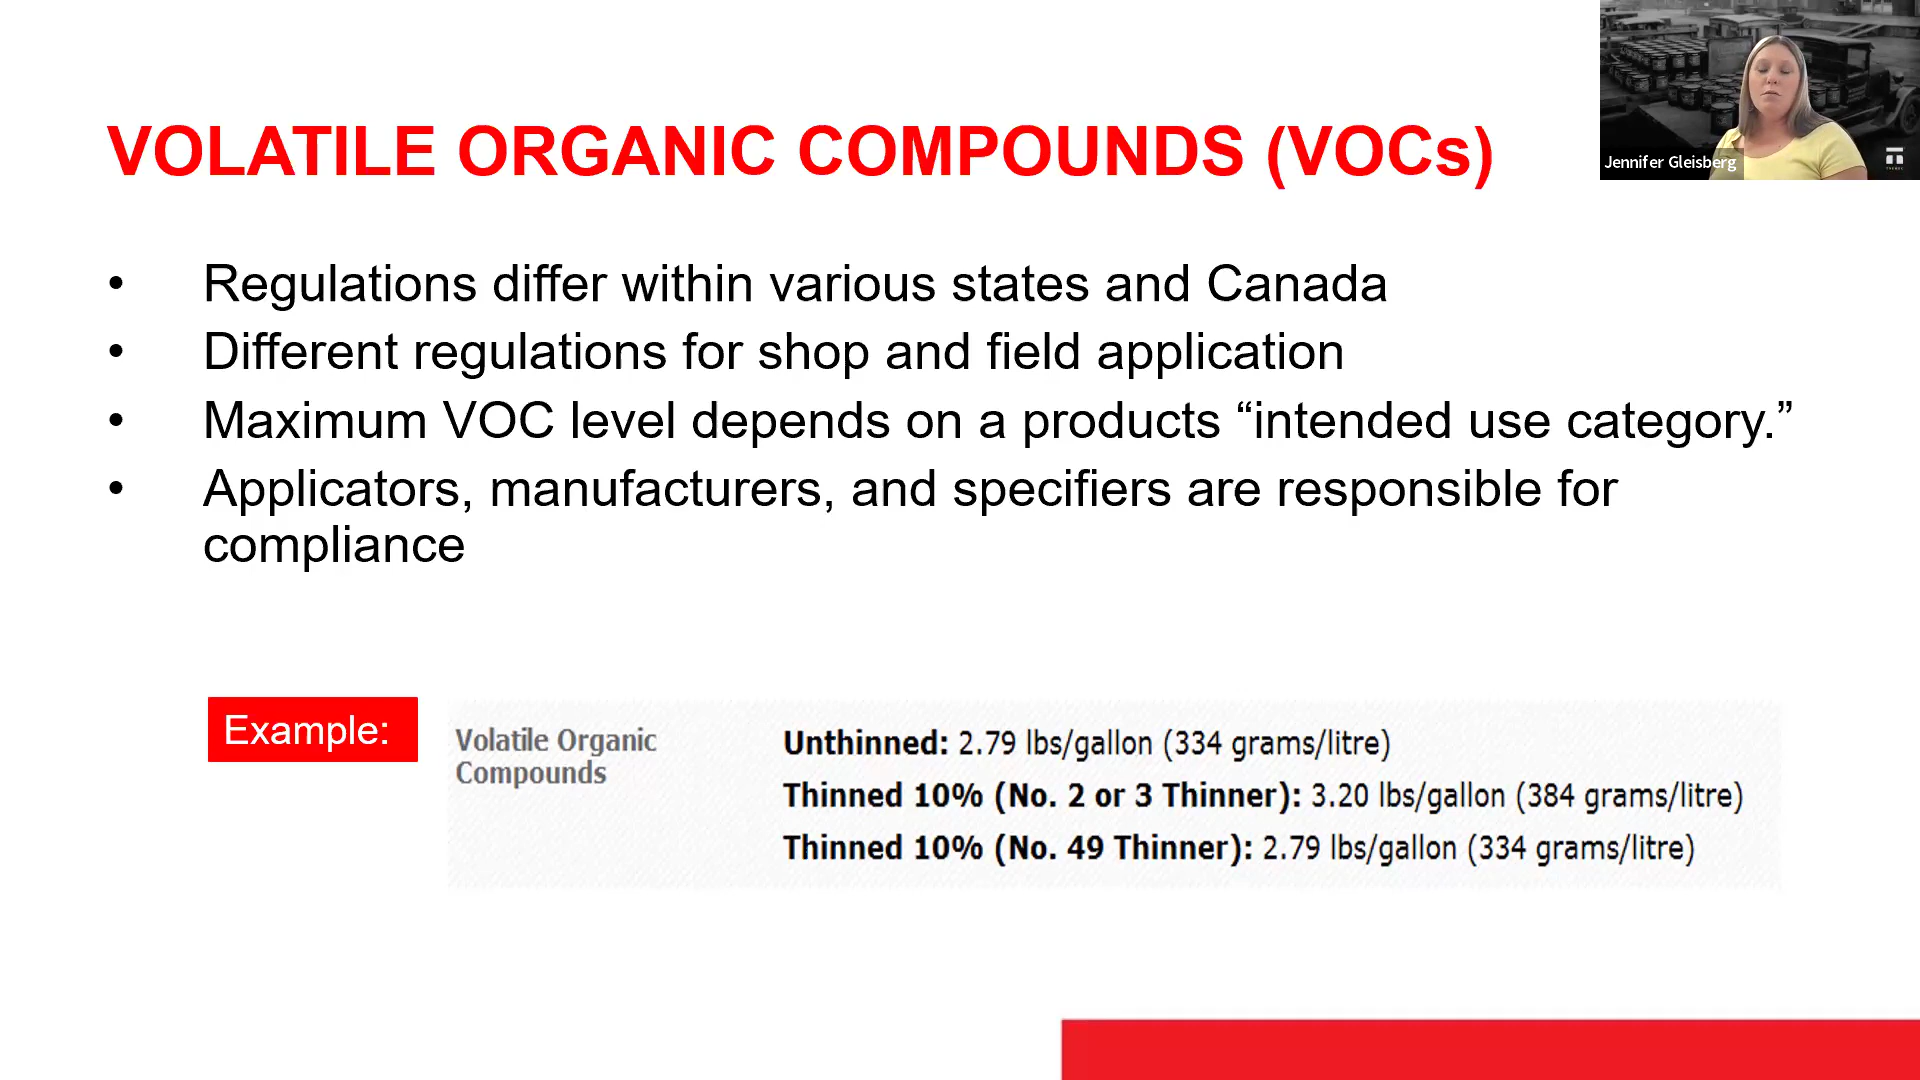 VOLATILE ORGANIC COMPOUNDS (VOCs)
Jennifer Gleisberg
• Regulations differ within various states and Canada
• Different regulations for shop and field application
• Maximum VOC level depends on a products “intended use category.”
• Applicators, manufacturers, and specifiers are responsible for
compliance
Example:
Volatile Organic
Compounds
Unthinned: 2.79 lbs/gallon (334 grams/litre)
Thinned 10% (No. 2 or 3 Thinner): 3.20 lbs/gallon (384 grams/litre)
Thinned 10% (No. 49 Thinner): 2.79 lbs/gallon (334 grams/litre)